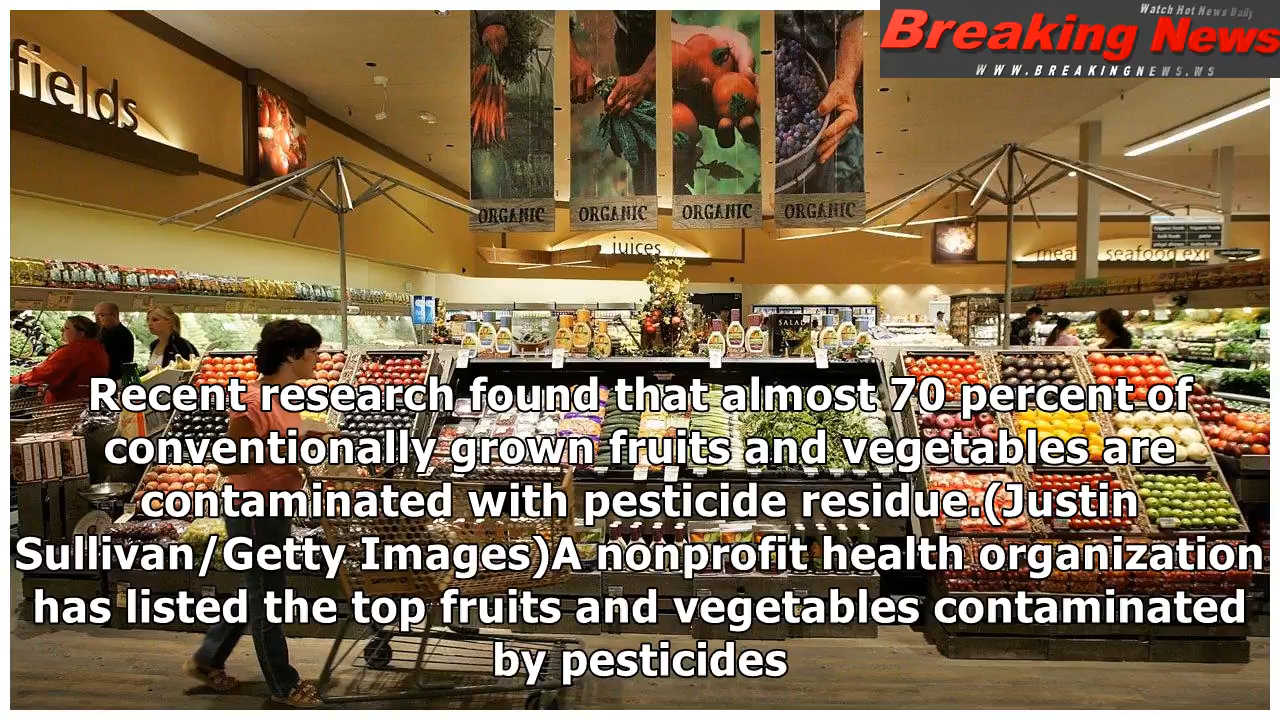 Watch Hot News Daily
Breaking News
WWW.BREAKINGNEWS.WS
fields
ORGANIC ORGANIC ORGANIC ORGANIC
juices
meat seafood
SALAD
Recent research found that almost 70 percent of
conventionally grown fruits and vegetables are
contaminated with pesticide residue.(Justin
Sullivan/Getty Images)A nonprofit health organization
has listed the top fruits and vegetables contaminated
by pesticides